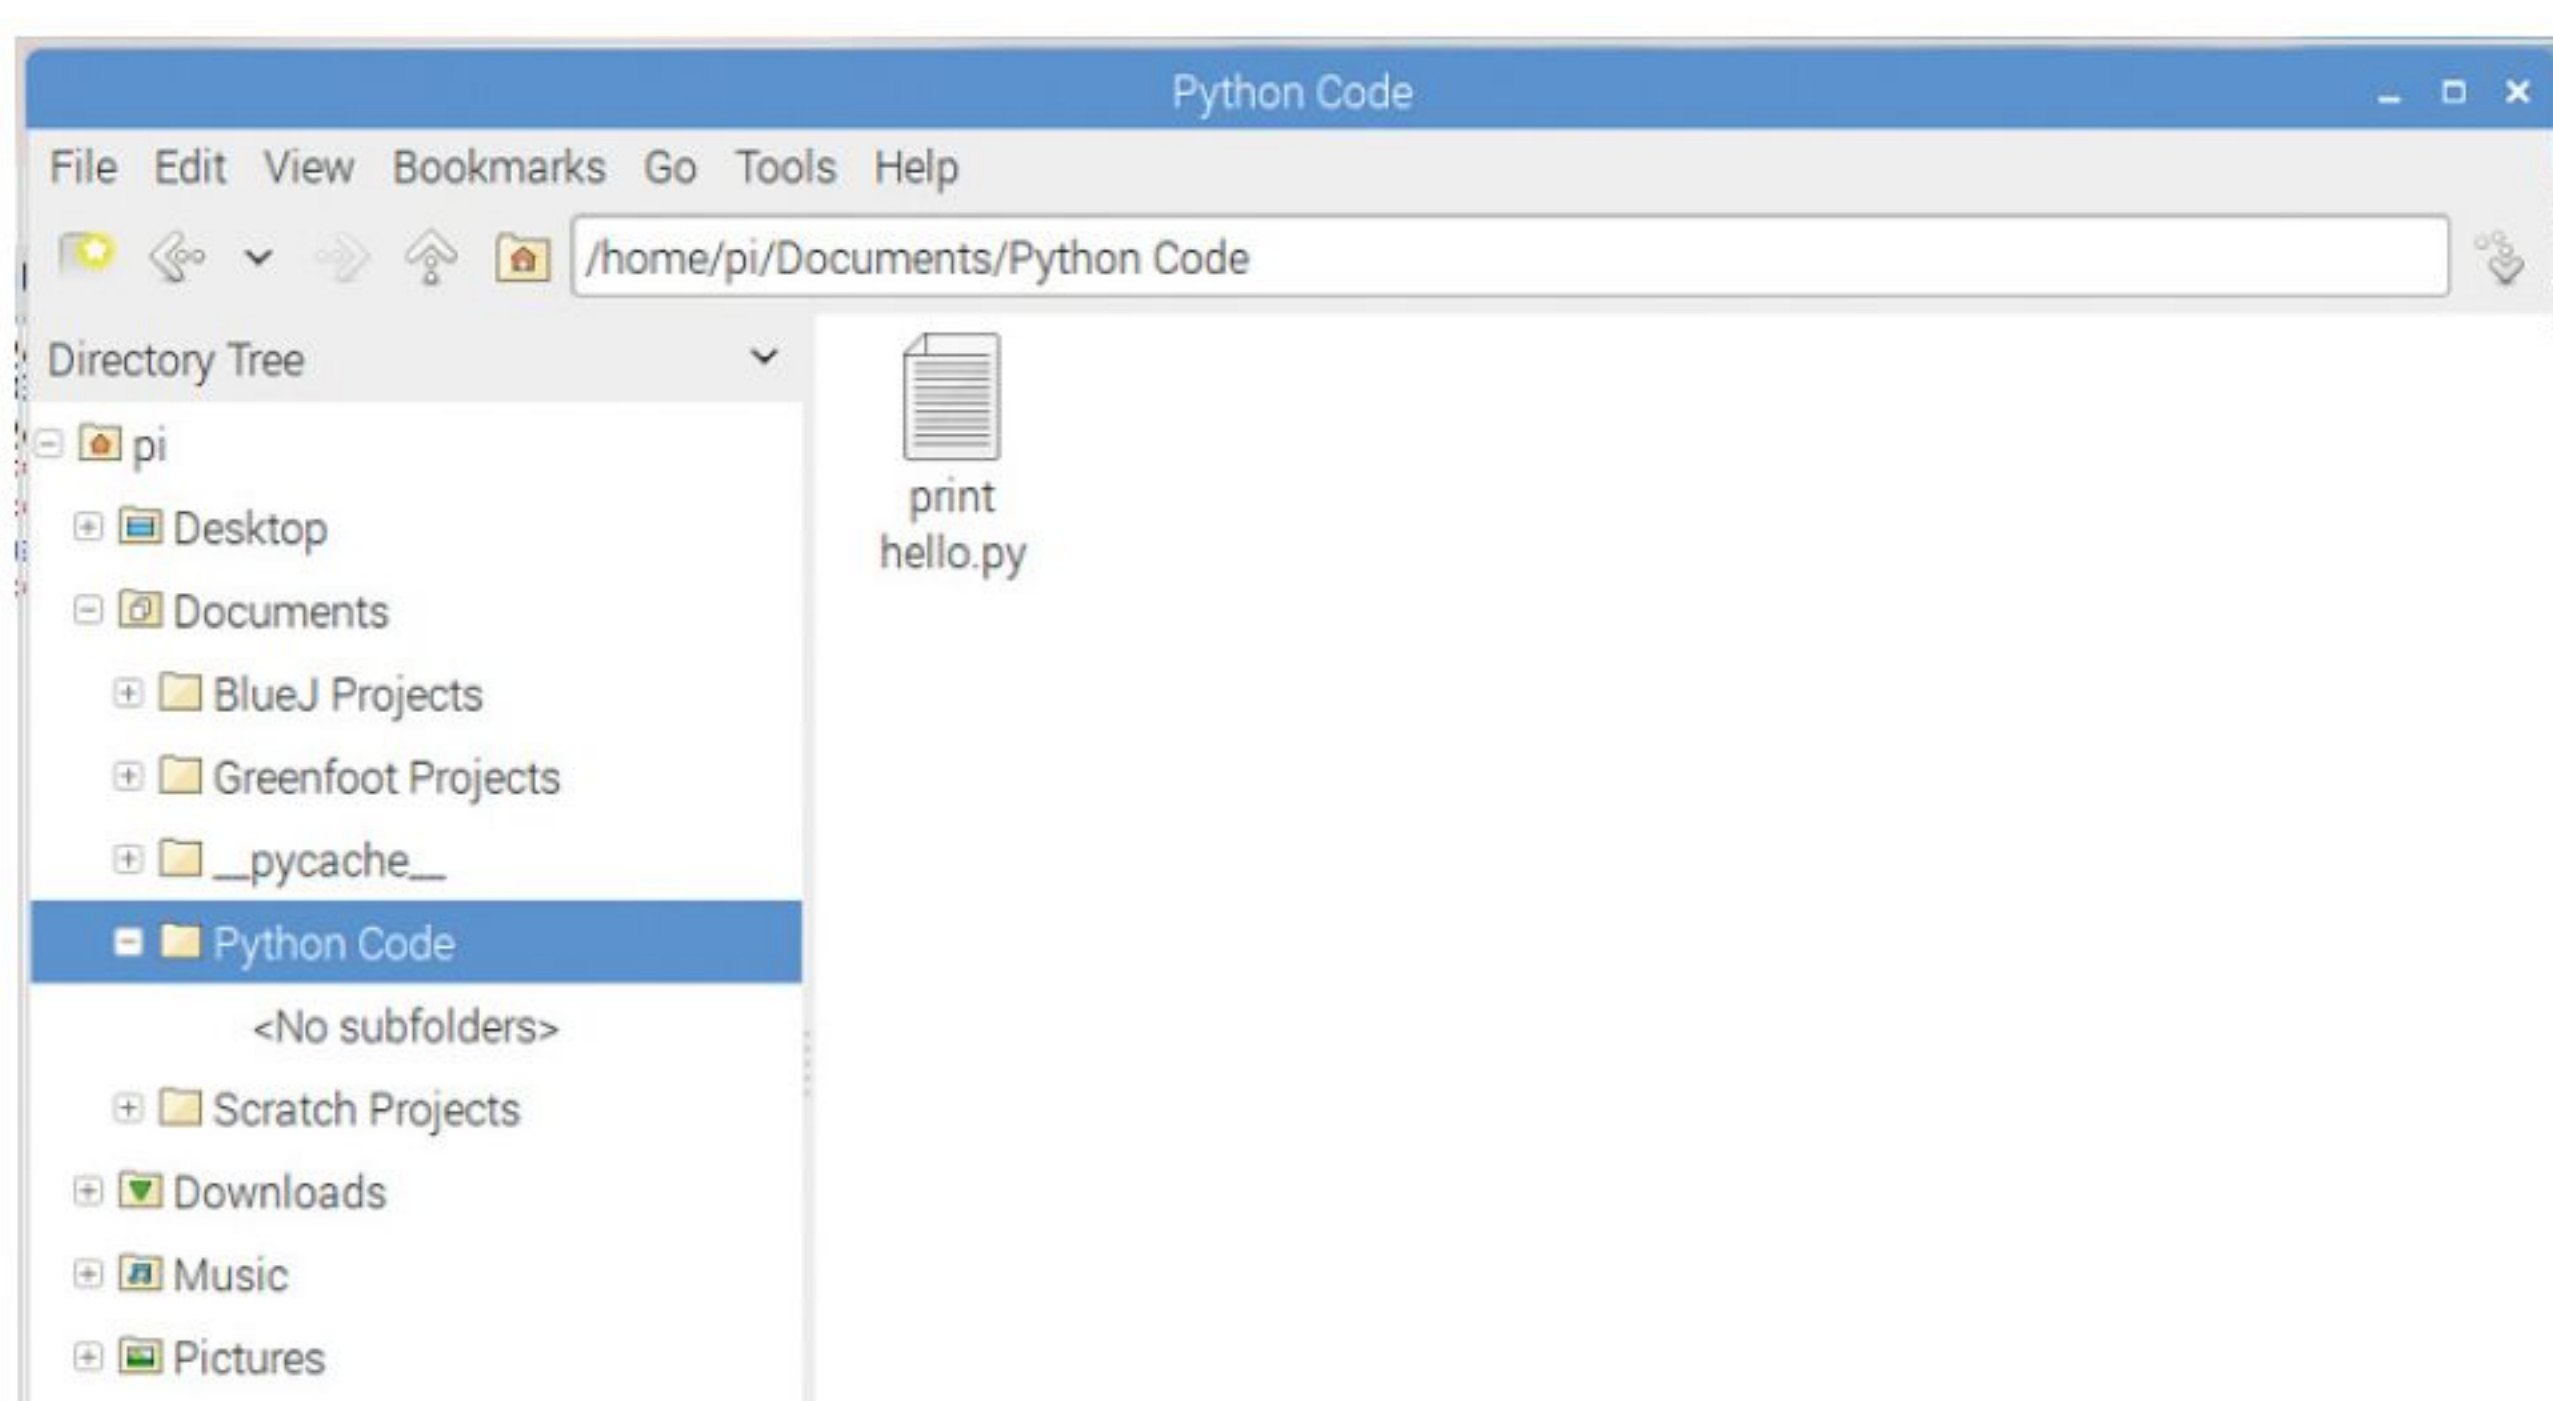 Python Code
File Edit View Bookmarks Go Tools Help
/home/pi/Documents/Python Code
Directory Tree
pi
Desktop
Documents
BlueJ Projects
Greenfoot Projects
__pycache__
Python Code
<No subfolders>
Scratch Projects
Downloads
Music
Pictures
print
hello.py